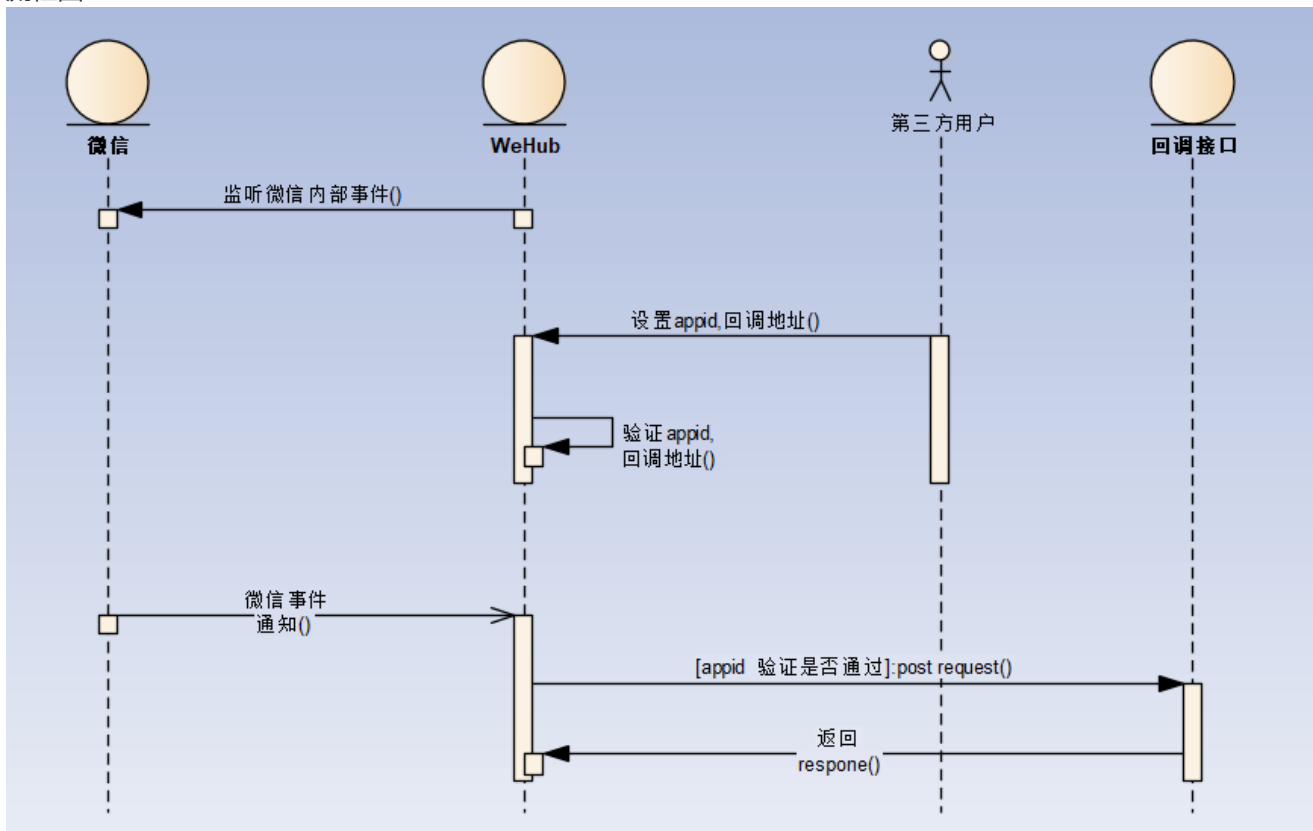 微信
WeHub
第三方用户
回调接口
监听微信内部事件()
设置appid,回调地址()
验证appid,
回调地址()
微信事件
通知()
[appid 验证是否通过]:post request()
返回
respone()